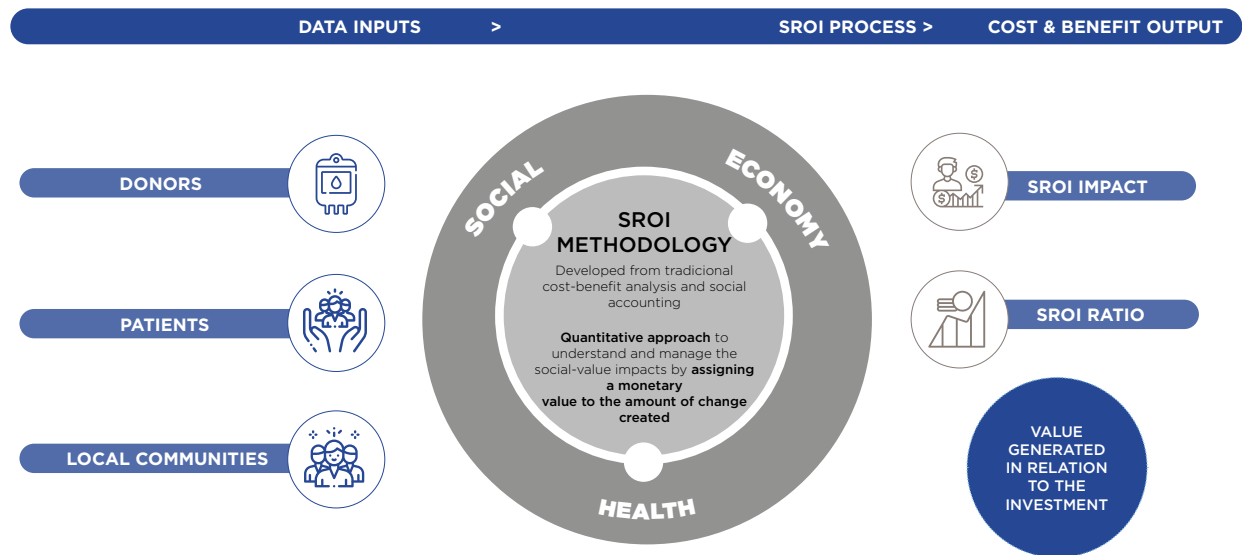 DATA INPUTS >
SROI PROCESS >
COST & BENEFIT OUTPUT
DONORS
PATIENTS
LOCAL COMMUNITIES
SOCIAL
ECONOMY
HEALTH
SROI
METHODOLOGY
Developed from tradicional
cost-benefit analysis and social
accounting
Quantitative approach to
understand and manage the
social-value impacts by assigning
a monetary
value to the amount of change
created
SROI IMPACT
SROI RATIO
VALUE
GENERATED
IN RELATION
TO THE
INVESTMENT